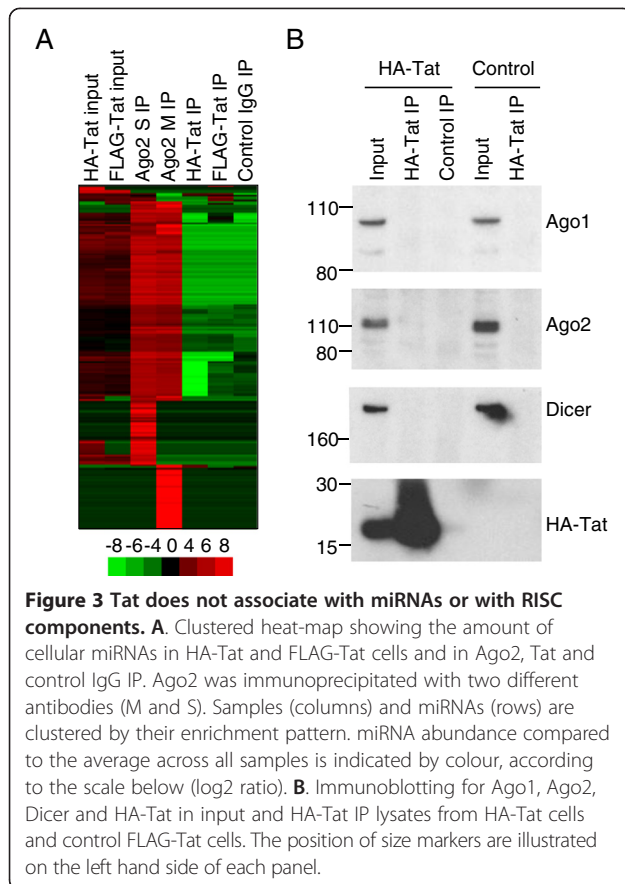 A
HA-Tat input
FLAG-Tat input
Ago2 S IP
Ago2 M IP
HA-Tat IP
FLAG-Tat IP
Control IgG IP
-8 -6 -4 0 4 6 8
B
HA-Tat Control
Input
HA-Tat IP
Control IP
Input
HA-Tat IP
110
80
Ago1
110
80
Ago2
160
Dicer
30
15
HA-Tat
Figure 3 Tat does not associate with miRNAs or with RISC
components. A. Clustered heat-map showing the amount of
cellular miRNAs in HA-Tat and FLAG-Tat cells and in Ago2, Tat and
control IgG IP. Ago2 was immunoprecipitated with two different
antibodies (M and S). Samples (columns) and miRNAs (rows) are
clustered by their enrichment pattern. miRNA abundance compared
to the average across all samples is indicated by colour, according
to the scale below (log2 ratio). B. Immunoblotting for Ago1, Ago2,
Dicer and HA-Tat in input and HA-Tat IP lysates from HA-Tat cells
and control FLAG-Tat cells. The position of size markers are illustrated
on the left hand side of each panel.